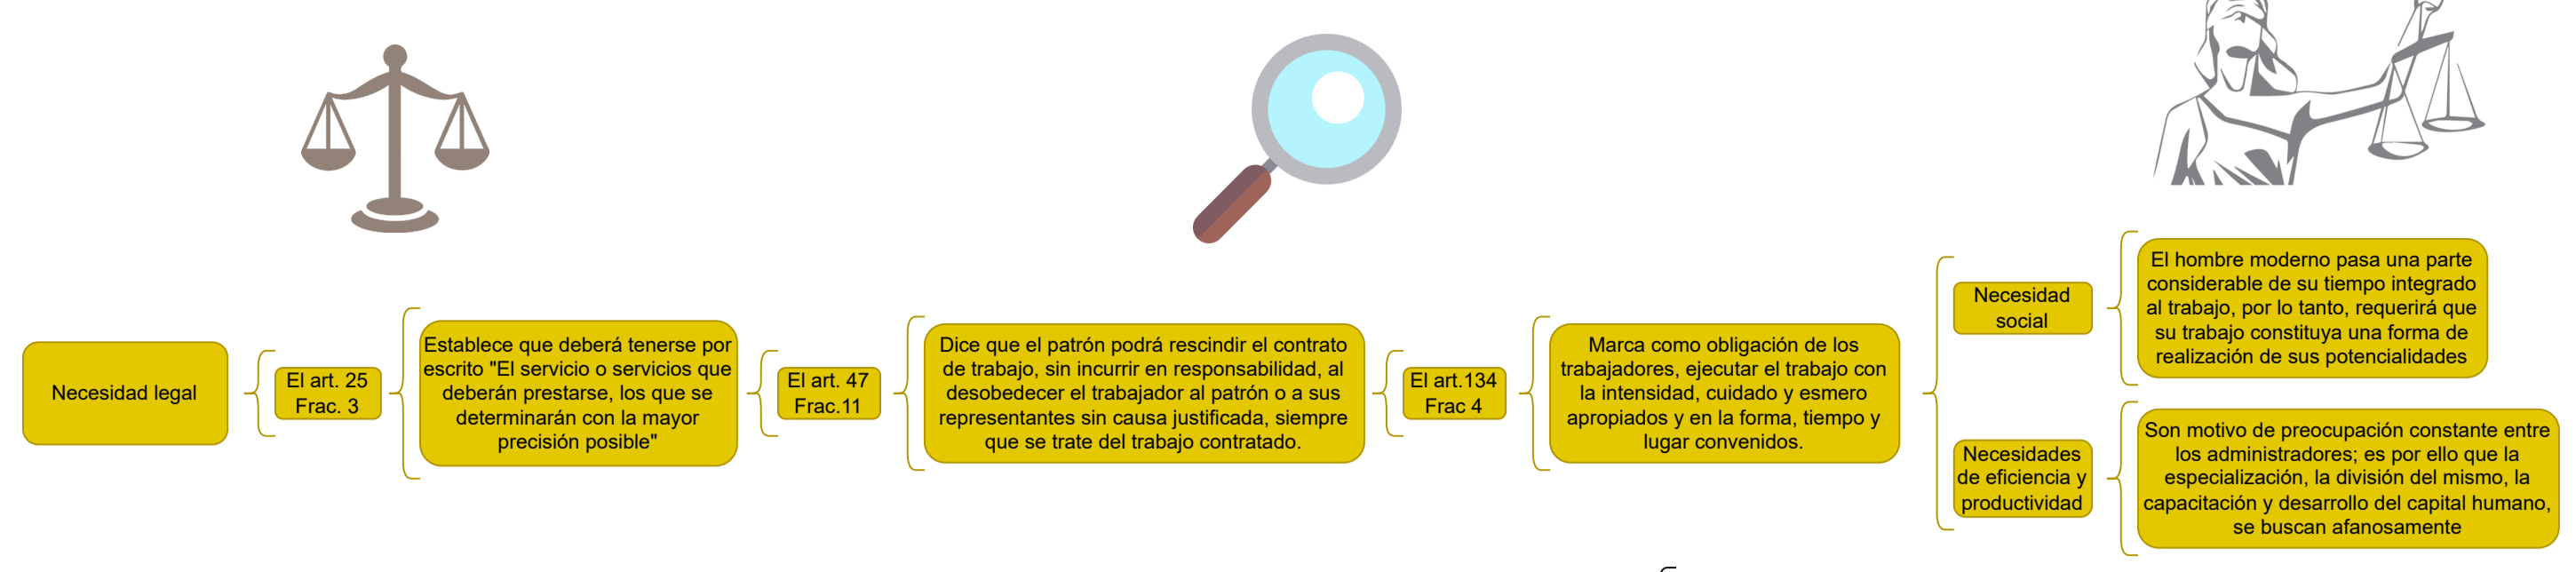 Necesidad legal
El art. 25
Frac. 3
Establece que deberá tenerse por
escrito "El servicio o servicios que
deberán prestarse, los que se
determinarán con la mayor
precisión posible"
El art. 47
Frac.11
Dice que el patrón podrá rescindir el contrato
de trabajo, sin incurrir en responsabilidad, al
desobedecer el trabajador al patrón o a sus
representantes sin causa justificada, siempre
que se trate del trabajo contratado.
El art.134
Frac 4
Marca como obligación de los
trabajadores, ejecutar el trabajo con
la intensidad, cuidado y esmero
apropiados y en la forma, tiempo y
lugar convenidos.
Necesidad
social
El hombre moderno pasa una parte
considerable de su tiempo integrado
al trabajo, por lo tanto, requerirá que
su trabajo constituya una forma de
realización de sus potencialidades
Necesidades
de eficiencia y
productividad
Son motivo de preocupación constante entre
los administradores; es por ello que la
especialización, la división del mismo, la
capacitación y desarrollo del capital humano,
se buscan afanosamente